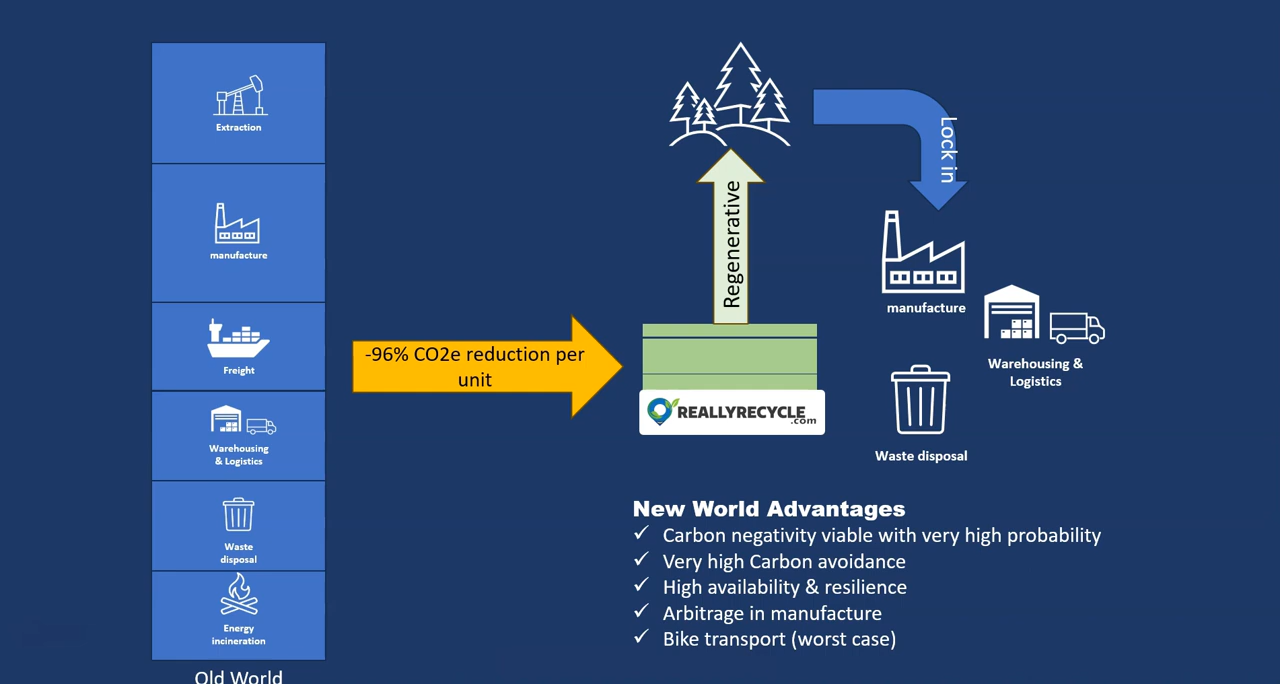 Extraction
manufacture
Freight
Warehousing
& Logistics
Waste
disposal
Energy
incineration
Old World
-96% CO2e reduction per
unit
Regenerative
REALLYRECYCLE
.com
Lock in
manufacture
Warehousing &
Logistics
Waste disposal
New World Advantages
✓ Carbon negativity viable with very high probability
✓ Very high Carbon avoidance
✓ High availability & resilience
✓ Arbitrage in manufacture
✓ Bike transport (worst case)